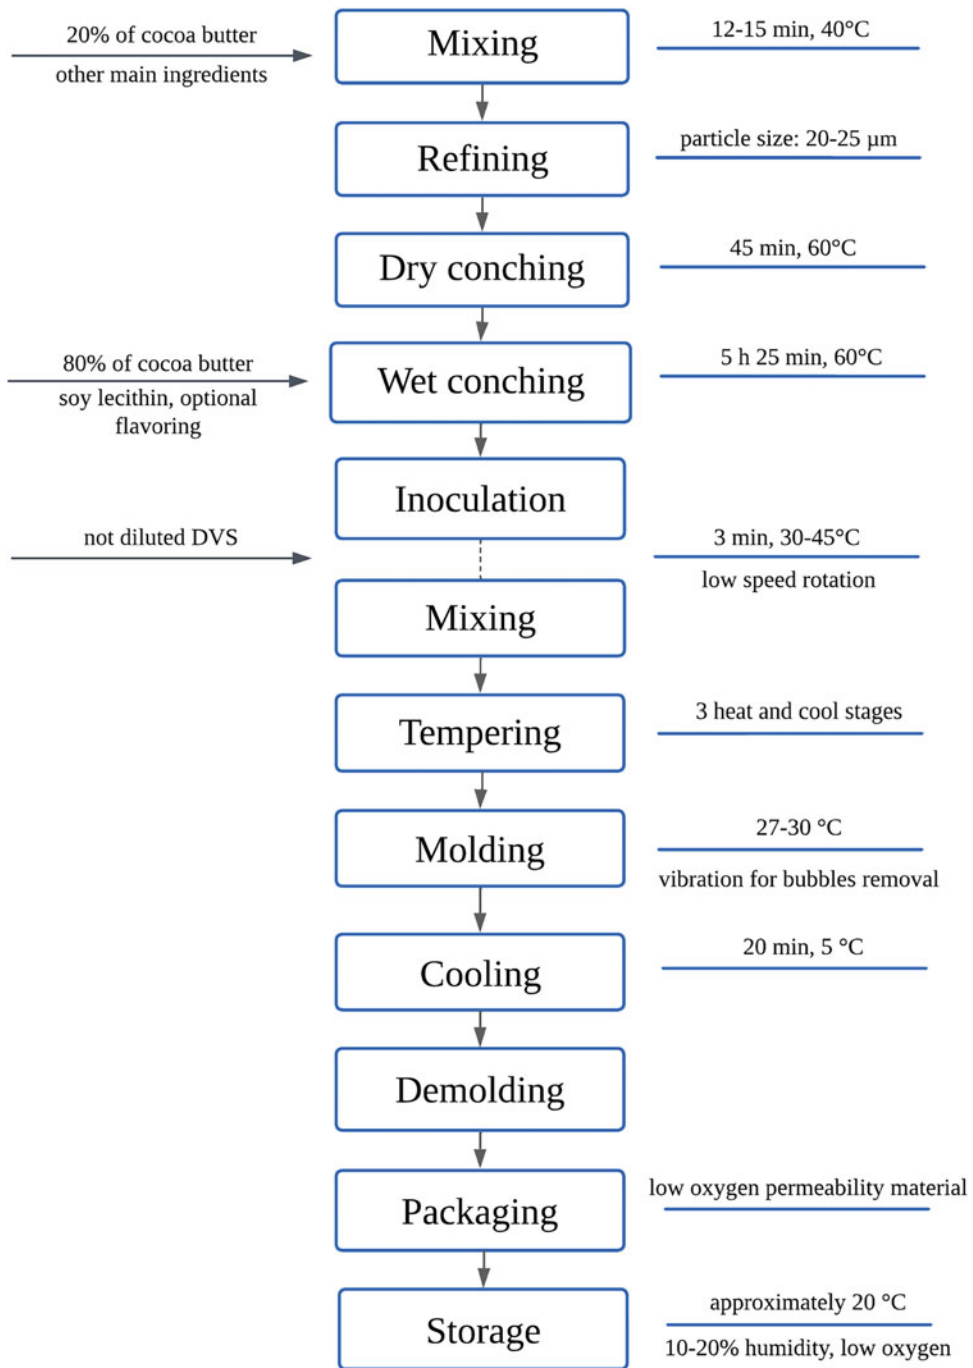 20% of cocoa butter
other main ingredients
Mixing
12-15 min, 40°C
Refining
particle size: 20-25 µm
Dry conching
45 min, 60°C
80% of cocoa butter
soy lecithin, optional
flavoring
Wet conching
5 h 25 min, 60°C
Inoculation
not diluted DVS
3 min, 30-45°C
low speed rotation
Mixing
Tempering
3 heat and cool stages
Molding
27-30 °C
vibration for bubbles removal
Cooling
20 min, 5 °C
Demolding
Packaging
low oxygen permeability material
Storage
approximately 20 °C
10-20% humidity, low oxygen